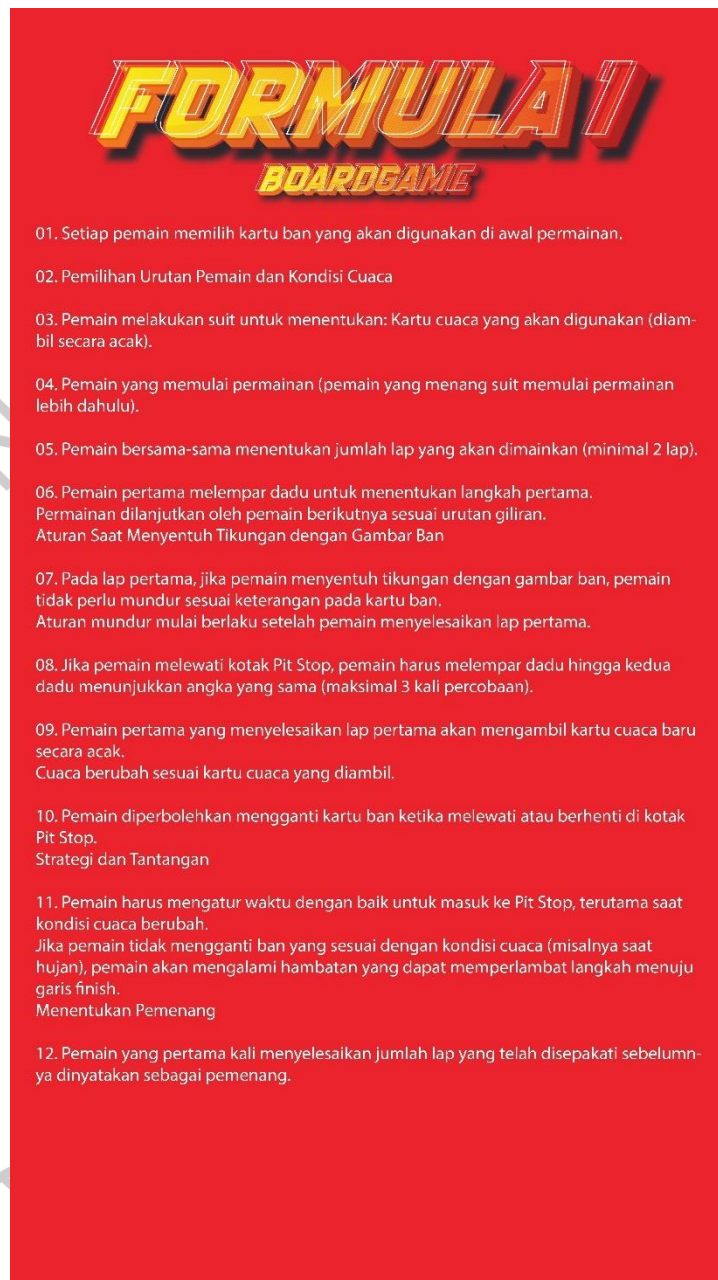 FORMULA 1
BOARDGAME
01. Setiap pemain memilih kartu ban yang akan digunakan di awal permainan.
02. Pemilihan Urutan Pemain dan Kondisi Cuaca
03. Pemain melakukan suit untuk menentukan: Kartu cuaca yang akan digunakan (diam-
bil secara acak).
04. Pemain yang memulai permainan (pemain yang menang suit memulai permainan
lebih dahulu).
05. Pemain bersama-sama menentukan jumlah lap yang akan dimainkan (minimal 2 lap).
06. Pemain pertama melempar dadu untuk menentukan langkah pertama.
Permainan dilanjutkan oleh pemain berikutnya sesuai urutan giliran.
Aturan Saat Menyentuh Tikungan dengan Gambar Ban
07. Pada lap pertama, jika pemain menyentuh tikungan dengan gambar ban, pemain
tidak perlu mundur sesuai keterangan pada kartu ban.
Aturan mundur mulai berlaku setelah pemain menyelesaikan lap pertama.
08. Jika pemain melewati kotak Pit Stop, pemain harus melempar dadu hingga kedua
dadu menunjukkan angka yang sama (maksimal 3 kali percobaan).
09. Pemain pertama yang menyelesaikan lap pertama akan mengambil kartu cuaca baru
secara acak.
Cuaca berubah sesuai kartu cuaca yang diambil.
10. Pemain diperbolehkan mengganti kartu ban ketika melewati atau berhenti di kotak
Pit Stop.
Strategi dan Tantangan
11. Pemain harus mengatur waktu dengan baik untuk masuk ke Pit Stop, terutama saat
kondisi cuaca berubah.
Jika pemain tidak mengganti ban yang sesuai dengan kondisi cuaca (misalnya saat
hujan), pemain akan mengalami hambatan yang dapat memperlambat langkah menuju
garis finish.
Menentukan Pemenang
12. Pemain yang pertama kali menyelesaikan jumlah lap yang telah disepakati sebelumn-
ya dinyatakan sebagai pemenang.